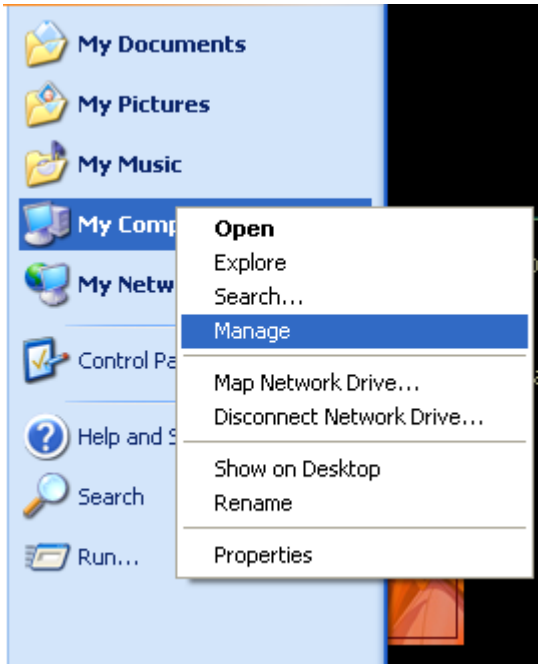 My Documents
My Pictures
My Music
My Comp
My Netw
Control Pa
Help and S
Search
Run...
Open
Explore
Search...
Manage
Map Network Drive...
Disconnect Network Drive...
Show on Desktop
Rename
Properties